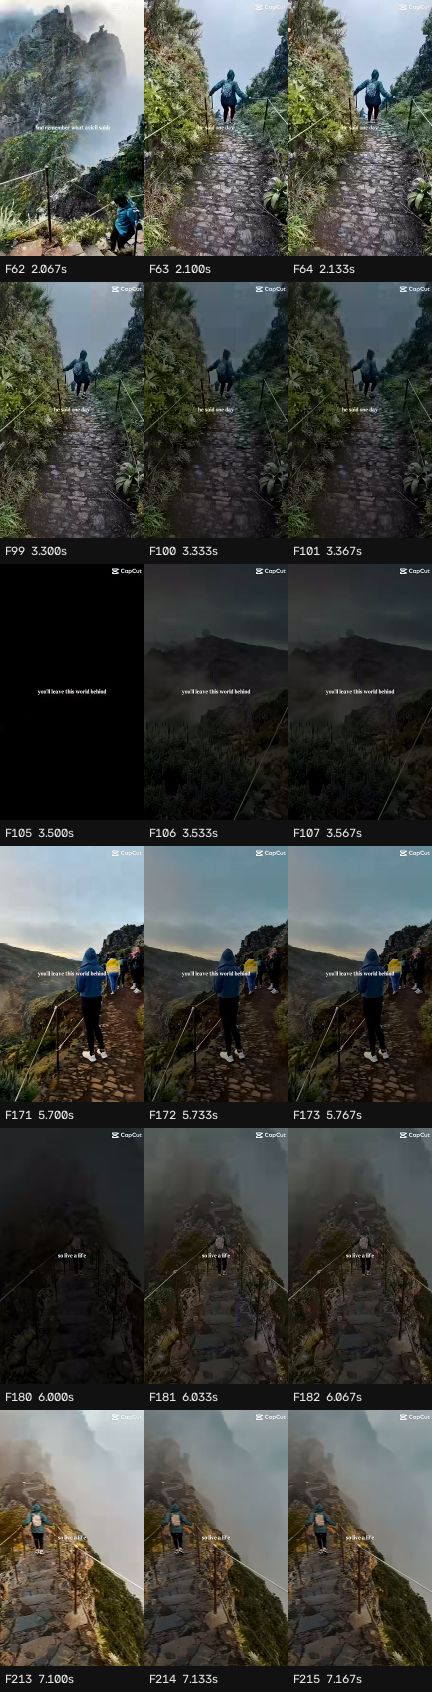 CapCut CapCut CapCut
remember what avicii said
he said one day
he said one day
F62 2.067s
F63 2.100s
F64 2.133s
CapCut CapCut CapCut
he said one day
he said one day
he said one day
F99 3.300s
F100 3.333s
F101 3.367s
CapCut CapCut CapCut
you'll leave this world behind
you'll leave this world behind
you'll leave this world behind
F105 3.500s
F106 3.533s
F107 3.567s
CapCut CapCut CapCut
you'll leave this world behind
you'll leave this world behind
you'll leave this world behind
F171 5.700s
F172 5.733s
F173 5.767s
CapCut CapCut CapCut
so live a life
so live a life
so live a life
F180 6.000s
F181 6.033s
F182 6.067s
CapCut CapCut CapCut
so live a life
so live a life
so live a life
F213 7.100s
F214 7.133s
F215 7.167s